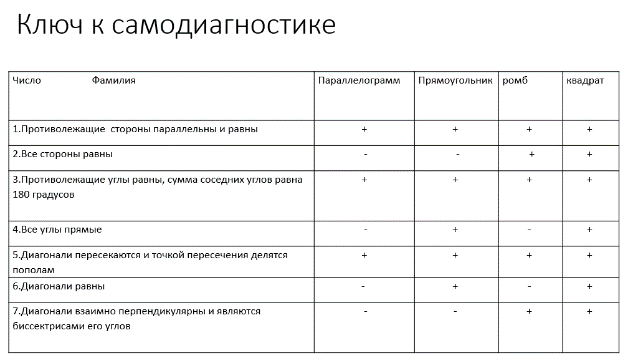 Ключ к самодиагностике
Число Фамилия Параллелограмм Прямоугольник ромб квадрат
1.Противолежащие стороны параллельны и равны + + + +
2.Все стороны равны - - + +
3.Противолежащие углы равны, сумма соседних углов равна + + + +
180 градусов
4.Все углы прямые - + - +
5.Диагонали пересекаются и точкой пересечения делятся + + + +
пополам
6.Диагонали равны - + - +
7.Диагонали взаимно перпендикулярны и являются - - + +
биссектрисами его углов